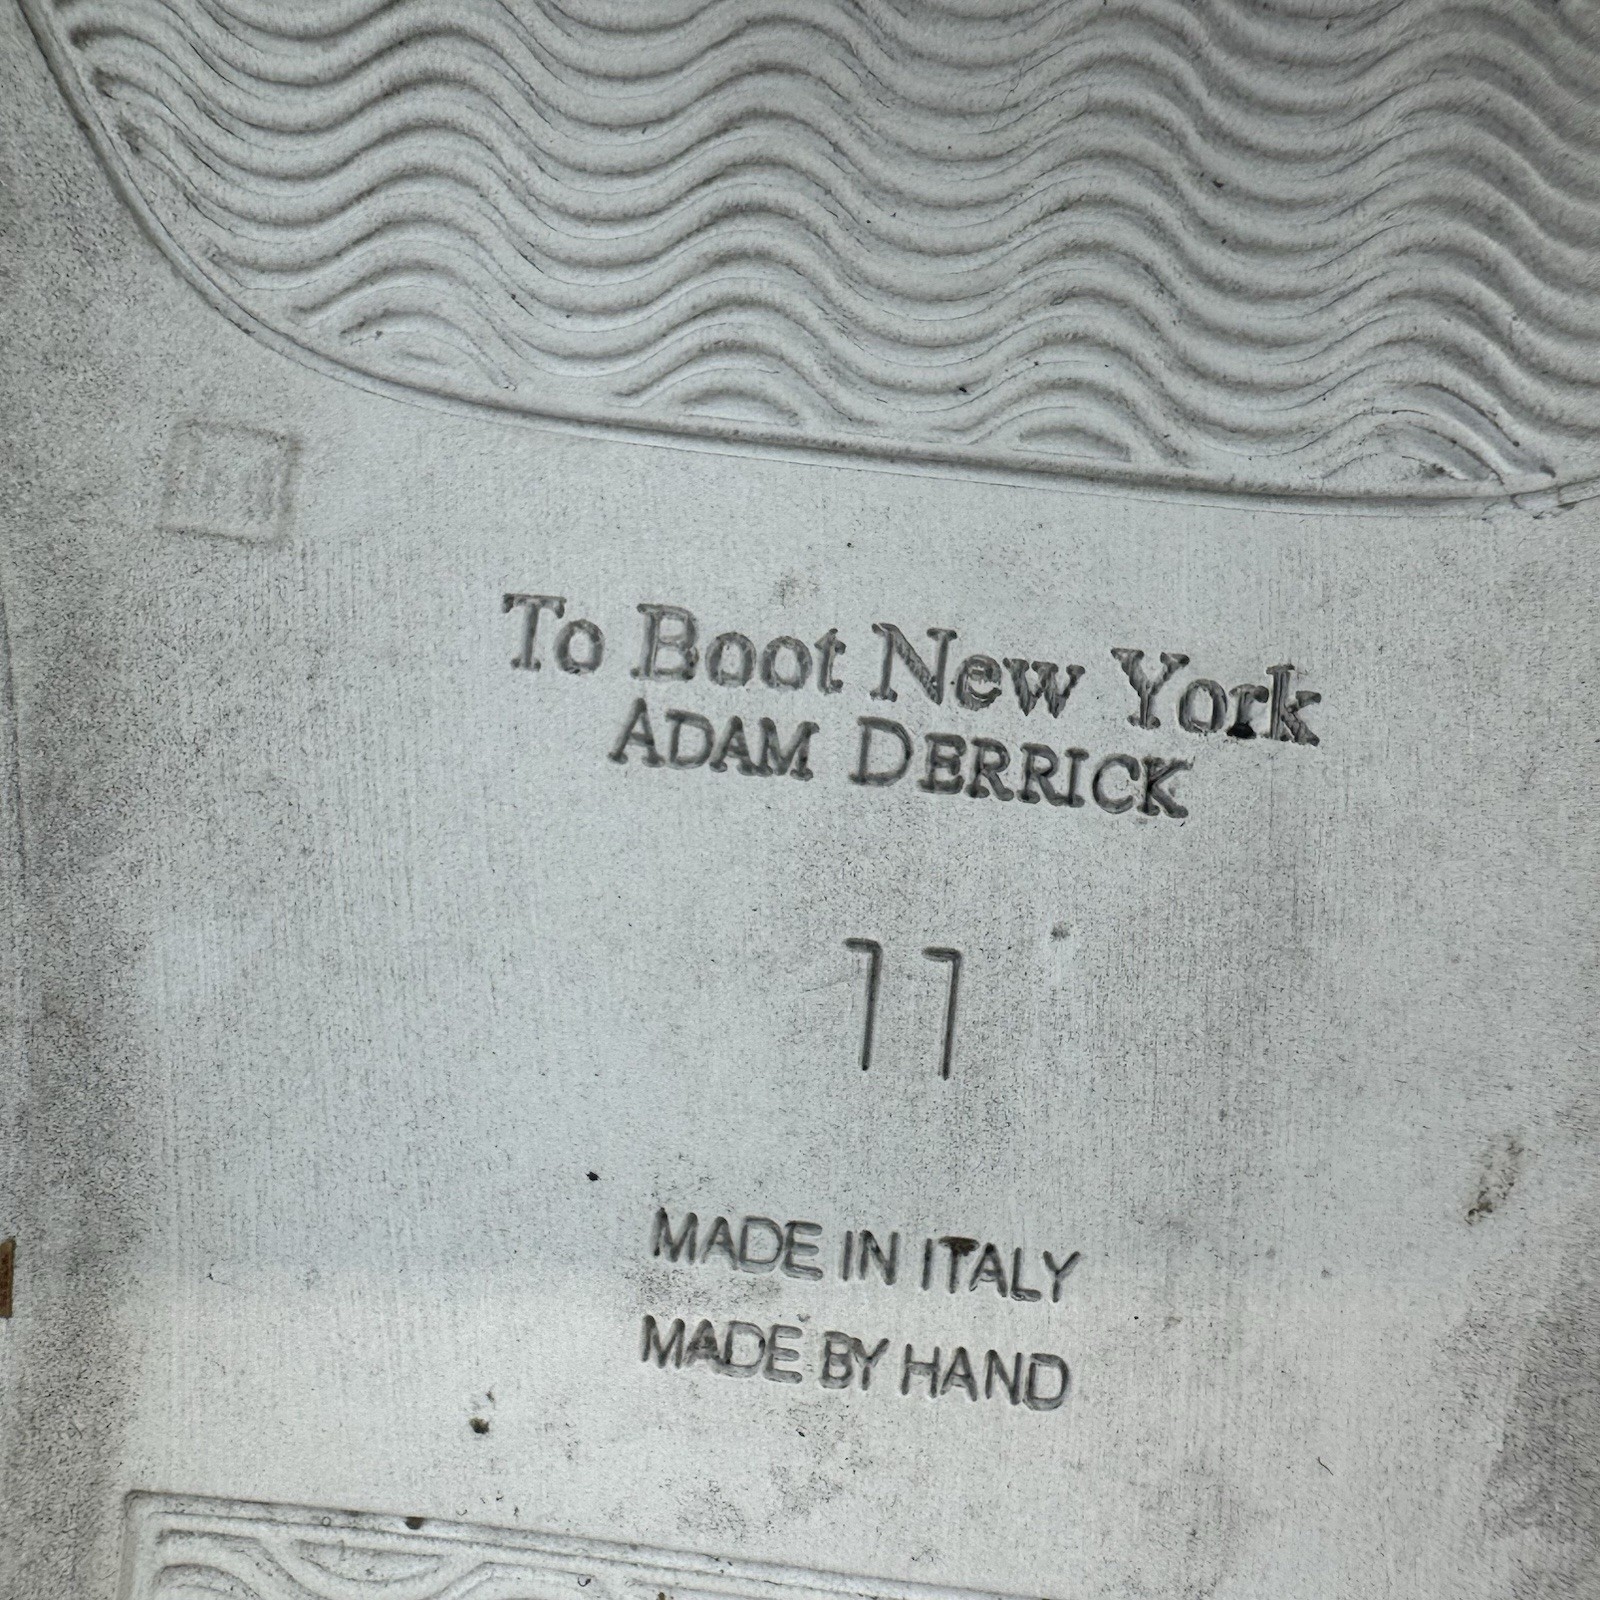 To Boot New York
ADAM DERRICK
11
MADE IN ITALY
MADE BY HAND